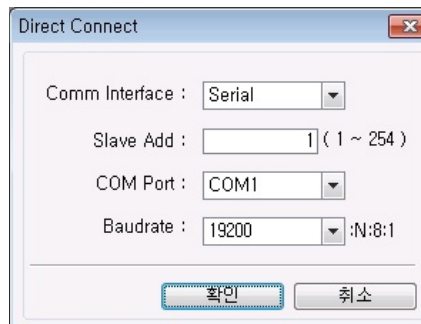 Direct Connect
Comm Interface : Serial
Slave Add : 1 ( 1 ~ 254 )
COM Port : COM1
Baudrate : 19200 :N:8:1
확인 취소